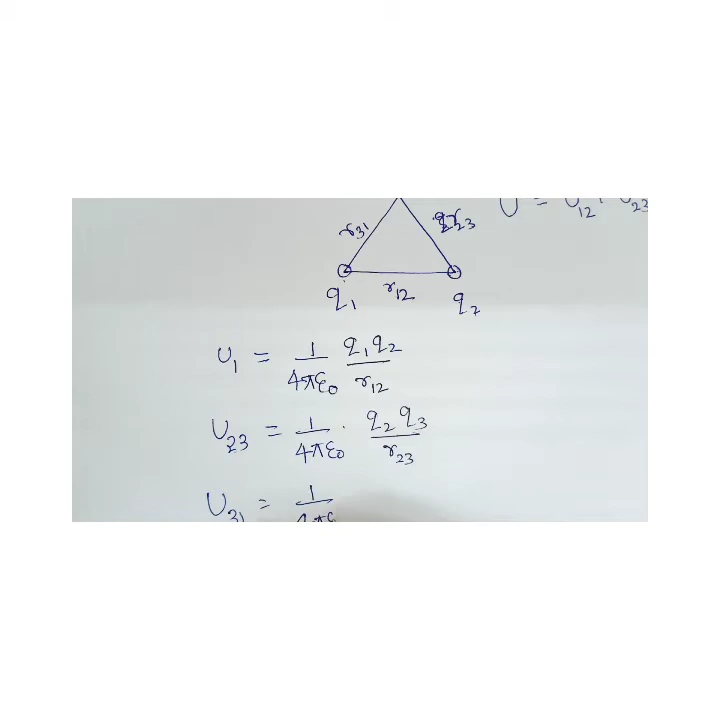 r31 r23 U = U12 + U23
r12
q1 q2
U1 = 1/4πε0 q1q2/r12
U23 = 1/4πε0 . q2q3/r23
U31 = 1/4πε